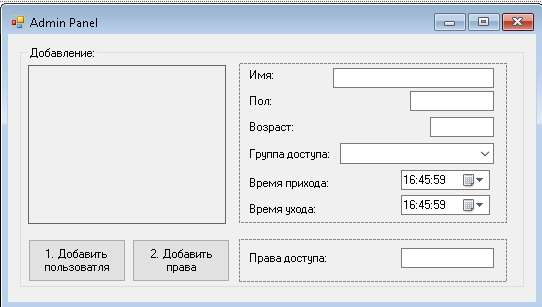 Admin Panel
Добавление:
Имя:
Пол:
Возраст:
Группа доступа:
Время прихода:
16:45:59
Время ухода:
16:45:59
1. Добавить
пользоватля
2. Добавить
права
Права доступа: